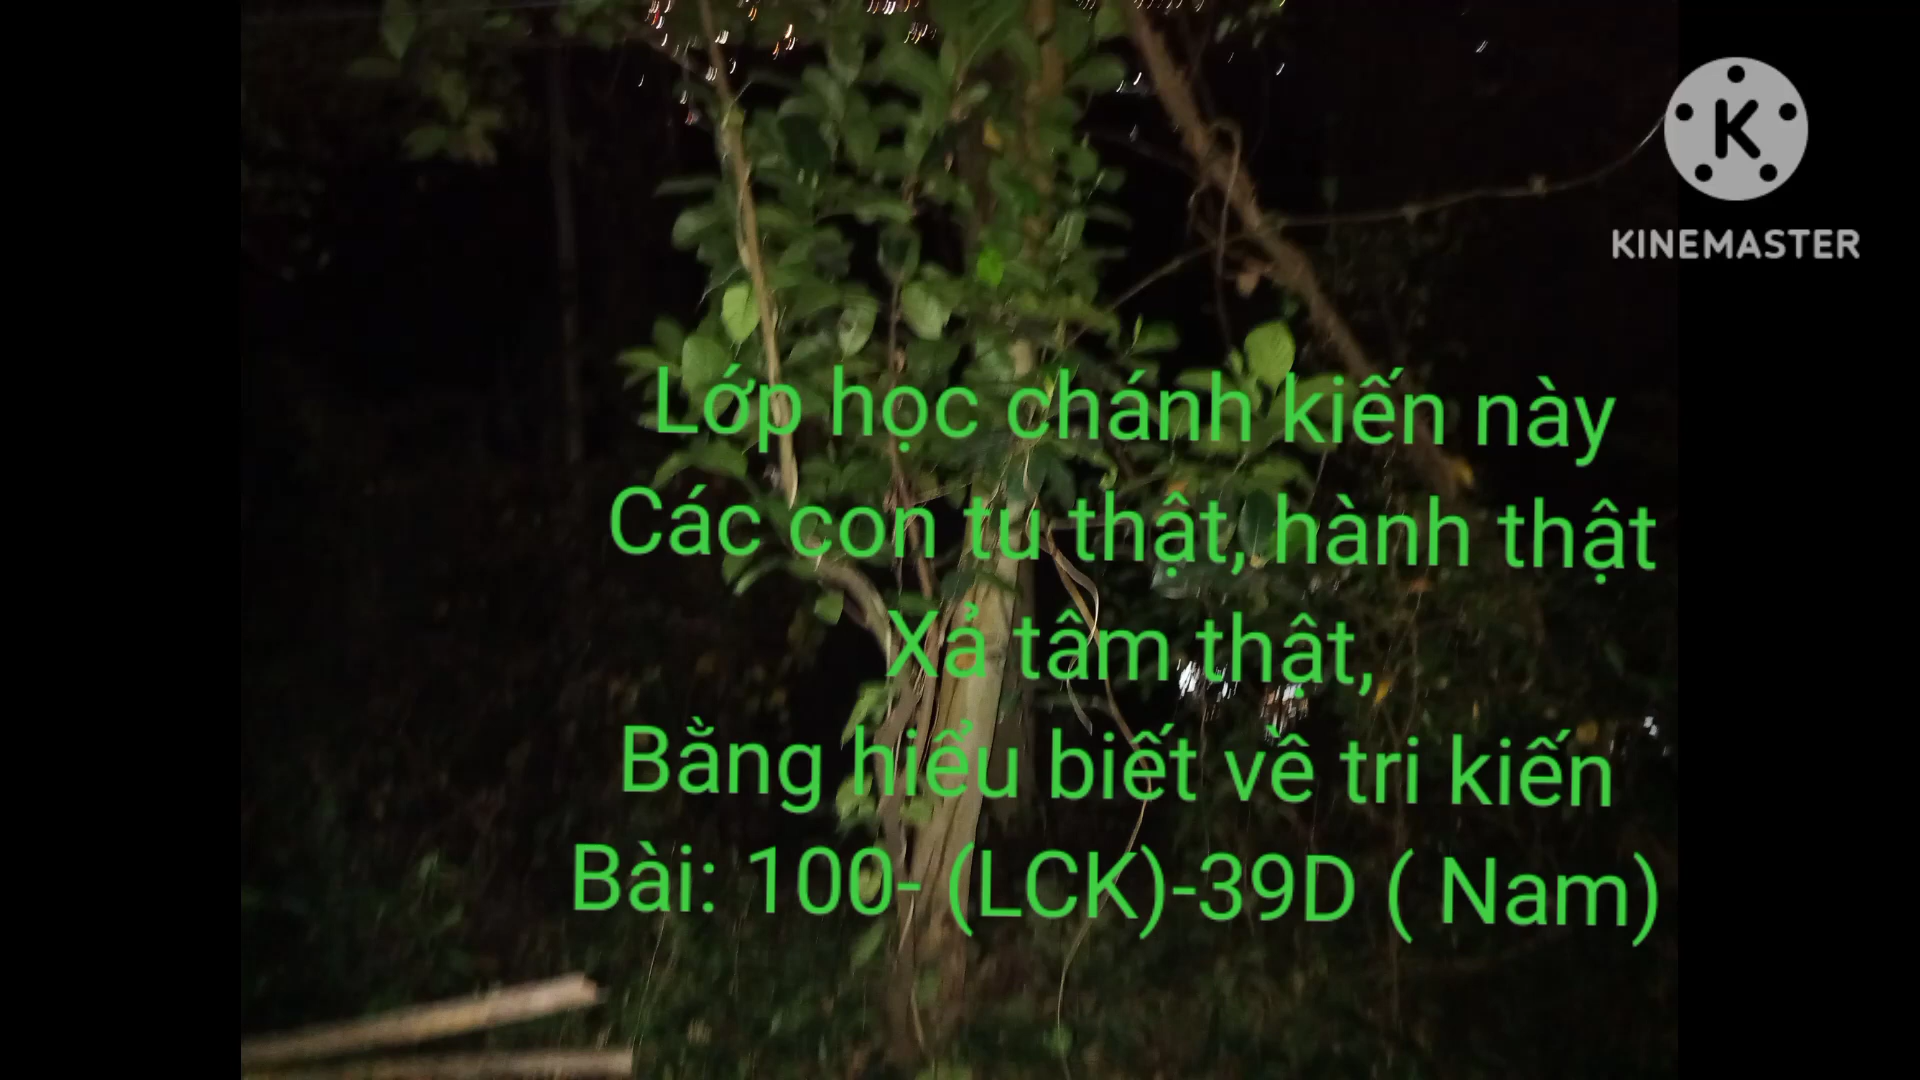 KINEMASTER
Lớp học chánh kiến này
Các con tu thật, hành thật
Xả tâm thật,
Bằng hiểu biết về tri kiến
Bài: 100- (LCK)-39D ( Nam)